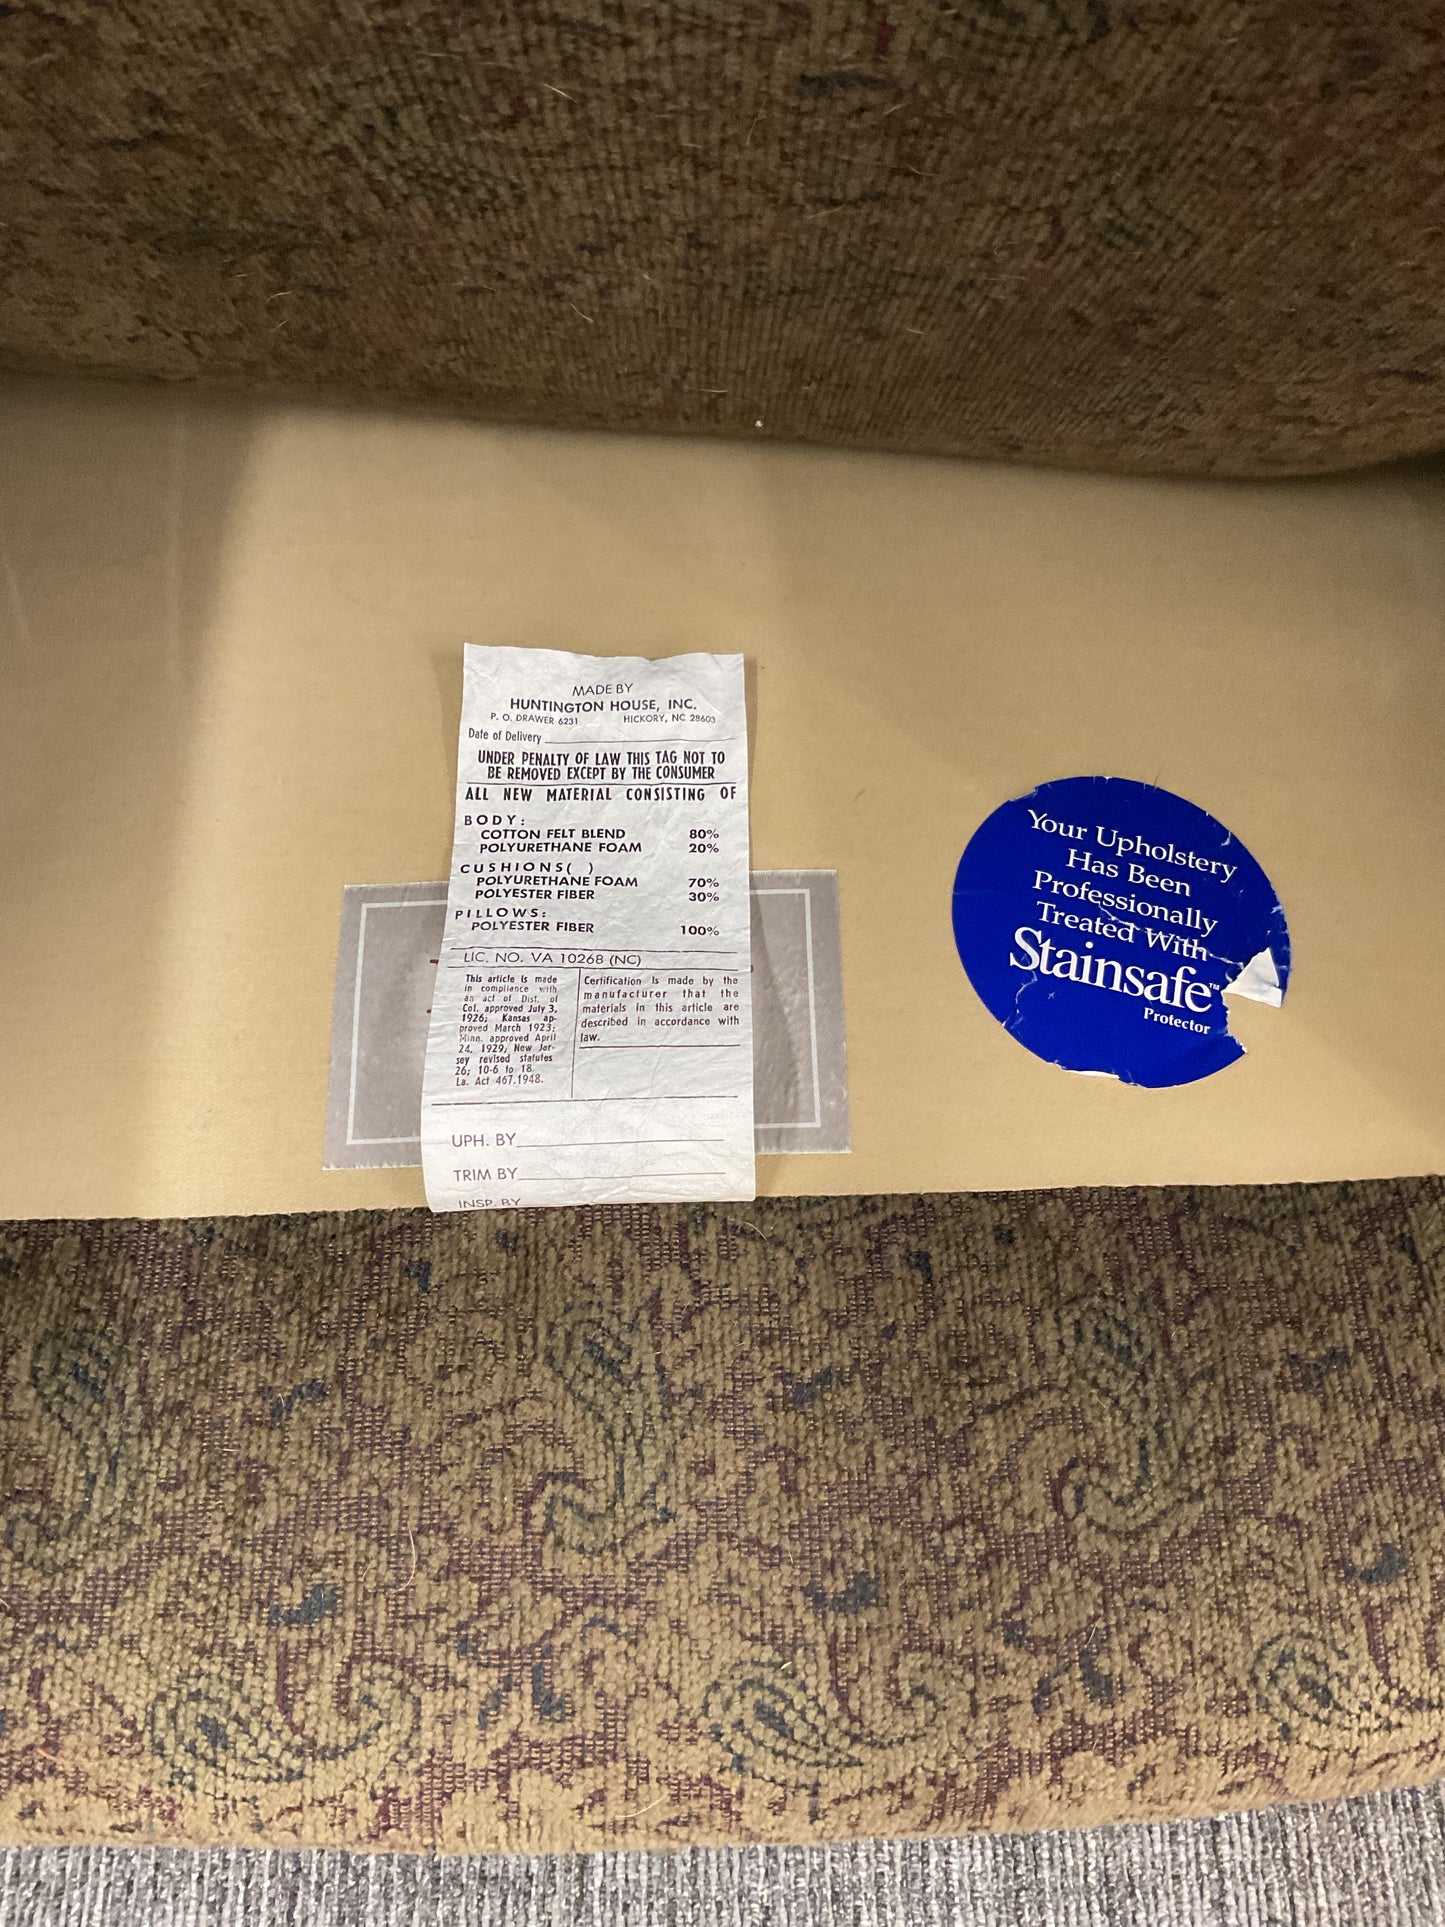 MADE BY
HUNTINGTON HOUSE, INC.
P. O. DRAWER 6231 HICKORY, NC 28603
Date of Delivery
UNDER PENALTY OF LAW THIS TAG NOT TO
BE REMOVED EXCEPT BY THE CONSUMER
ALL NEW MATERIAL CONSISTING OF
BODY:
COTTON FELT BLEND 80%
POLYURETHANE FOAM 20%
CUSHIONS( )
POLYURETHANE FOAM 70%
POLYESTER FIBER 30%
PILLOWS:
POLYESTER FIBER 100%
LIC. NO. VA 10268 (NC)
This article is made
in compliance with
an act of Dist. of
Col. approved July 3,
1926; Kansas ap-
proved March 1923;
Minn. approved April
24, 1929; New Jer-
sey revised statutes
26; 10-6 to 18.
La. Act 467.1948.
Certification is made by the
manufacturer that the
materials in this article are
described in accordance with
law.
UPH. BY
TRIM BY
INSP. BY
Your Upholstery
Has Been
Professionally
Treated With
Stainsafe™
Protector